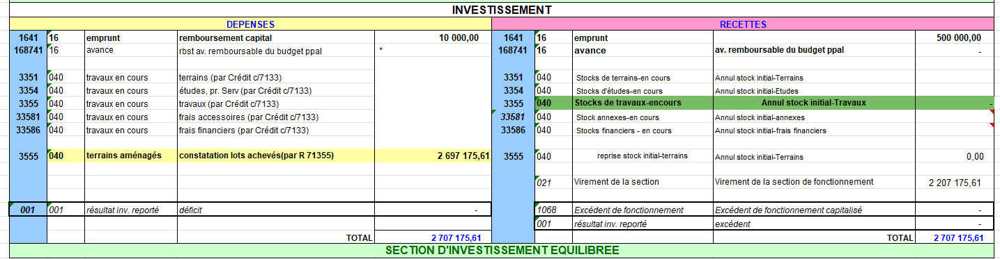 INVESTISSEMENT
DEPENSES RECETTES
1641 16 emprunt remboursement capital 10 000,00 1641 16 emprunt 500 000,00
168741 16 avance rbst av. remboursable du budget ppal * 168741 16 avance av. remboursable du budget ppal -
3351 040 travaux en cours terrains (par Crédit c/7133) 3351 040 Stocks de terrains-en cours Annul stock initial-Terrains
3354 040 travaux en cours études, pr. Serv (par Crédit c/7133) 3354 040 Stocks d'études-en cours Annul stock initial-Etudes
3355 040 travaux en cours travaux (par Crédit c/7133) 3355 040 Stocks de travaux-encours Annul stock initial-Travaux -
33581 040 travaux en cours frais accessoires (par Crédit c/7133) 33581 040 Stock annexes-en cours Annul stock initial-annexes
33586 040 travaux en cours frais financiers (par Crédit c/7133) 33586 040 Stocks financiers - en cours Annul stock initial-frais financiers
3555 040 terrains aménagés constatation lots achevés(par R 71355) 2 697 175,61 3555 040 reprise stock initial-terrains Annul stock initial-Terrains 0,00
021 Virement de la section Virement de la section de fonctionnement 2 207 175,61
001 001 résultat inv. reporté déficit - 1068 Excédent de fonctionnement Excédent de fonctionnement capitalisé -
001 résultat inv. reporté excédent -
TOTAL 2 707 175,61 TOTAL 2 707 175,61
SECTION D'INVESTISSEMENT EQUILIBREE